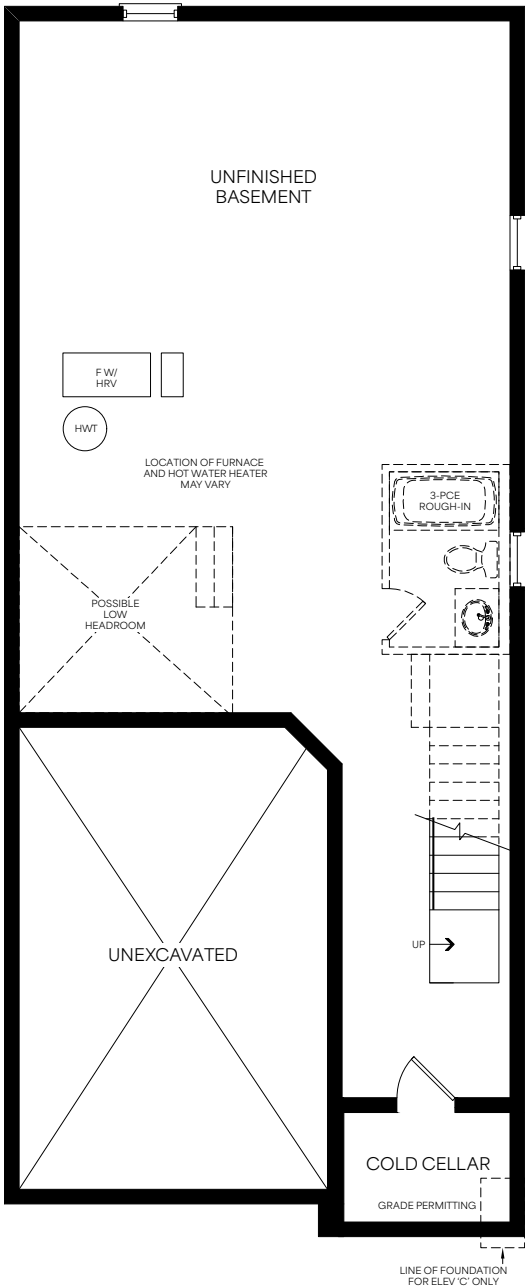 UNFINISHED
BASEMENT
F W/
HRV
HWT
LOCATION OF FURNACE
AND HOT WATER HEATER
MAY VARY
3-PCE
ROUGH-IN
POSSIBLE
LOW
HEADROOM
UP
UNEXCAVATED
COLD CELLAR
GRADE PERMITTING
LINE OF FOUNDATION
FOR ELEV 'C' ONLY